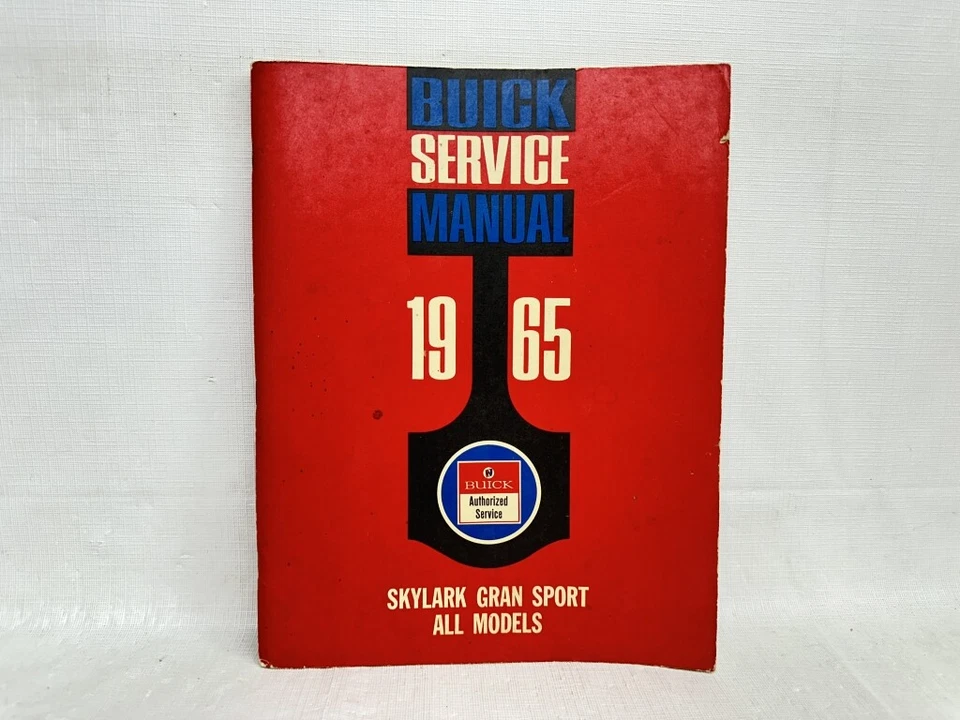 BUICK
SERVICE
MANUAL
19 65
BUICK
Authorized
Service
SKYLARK GRAN SPORT
ALL MODELS